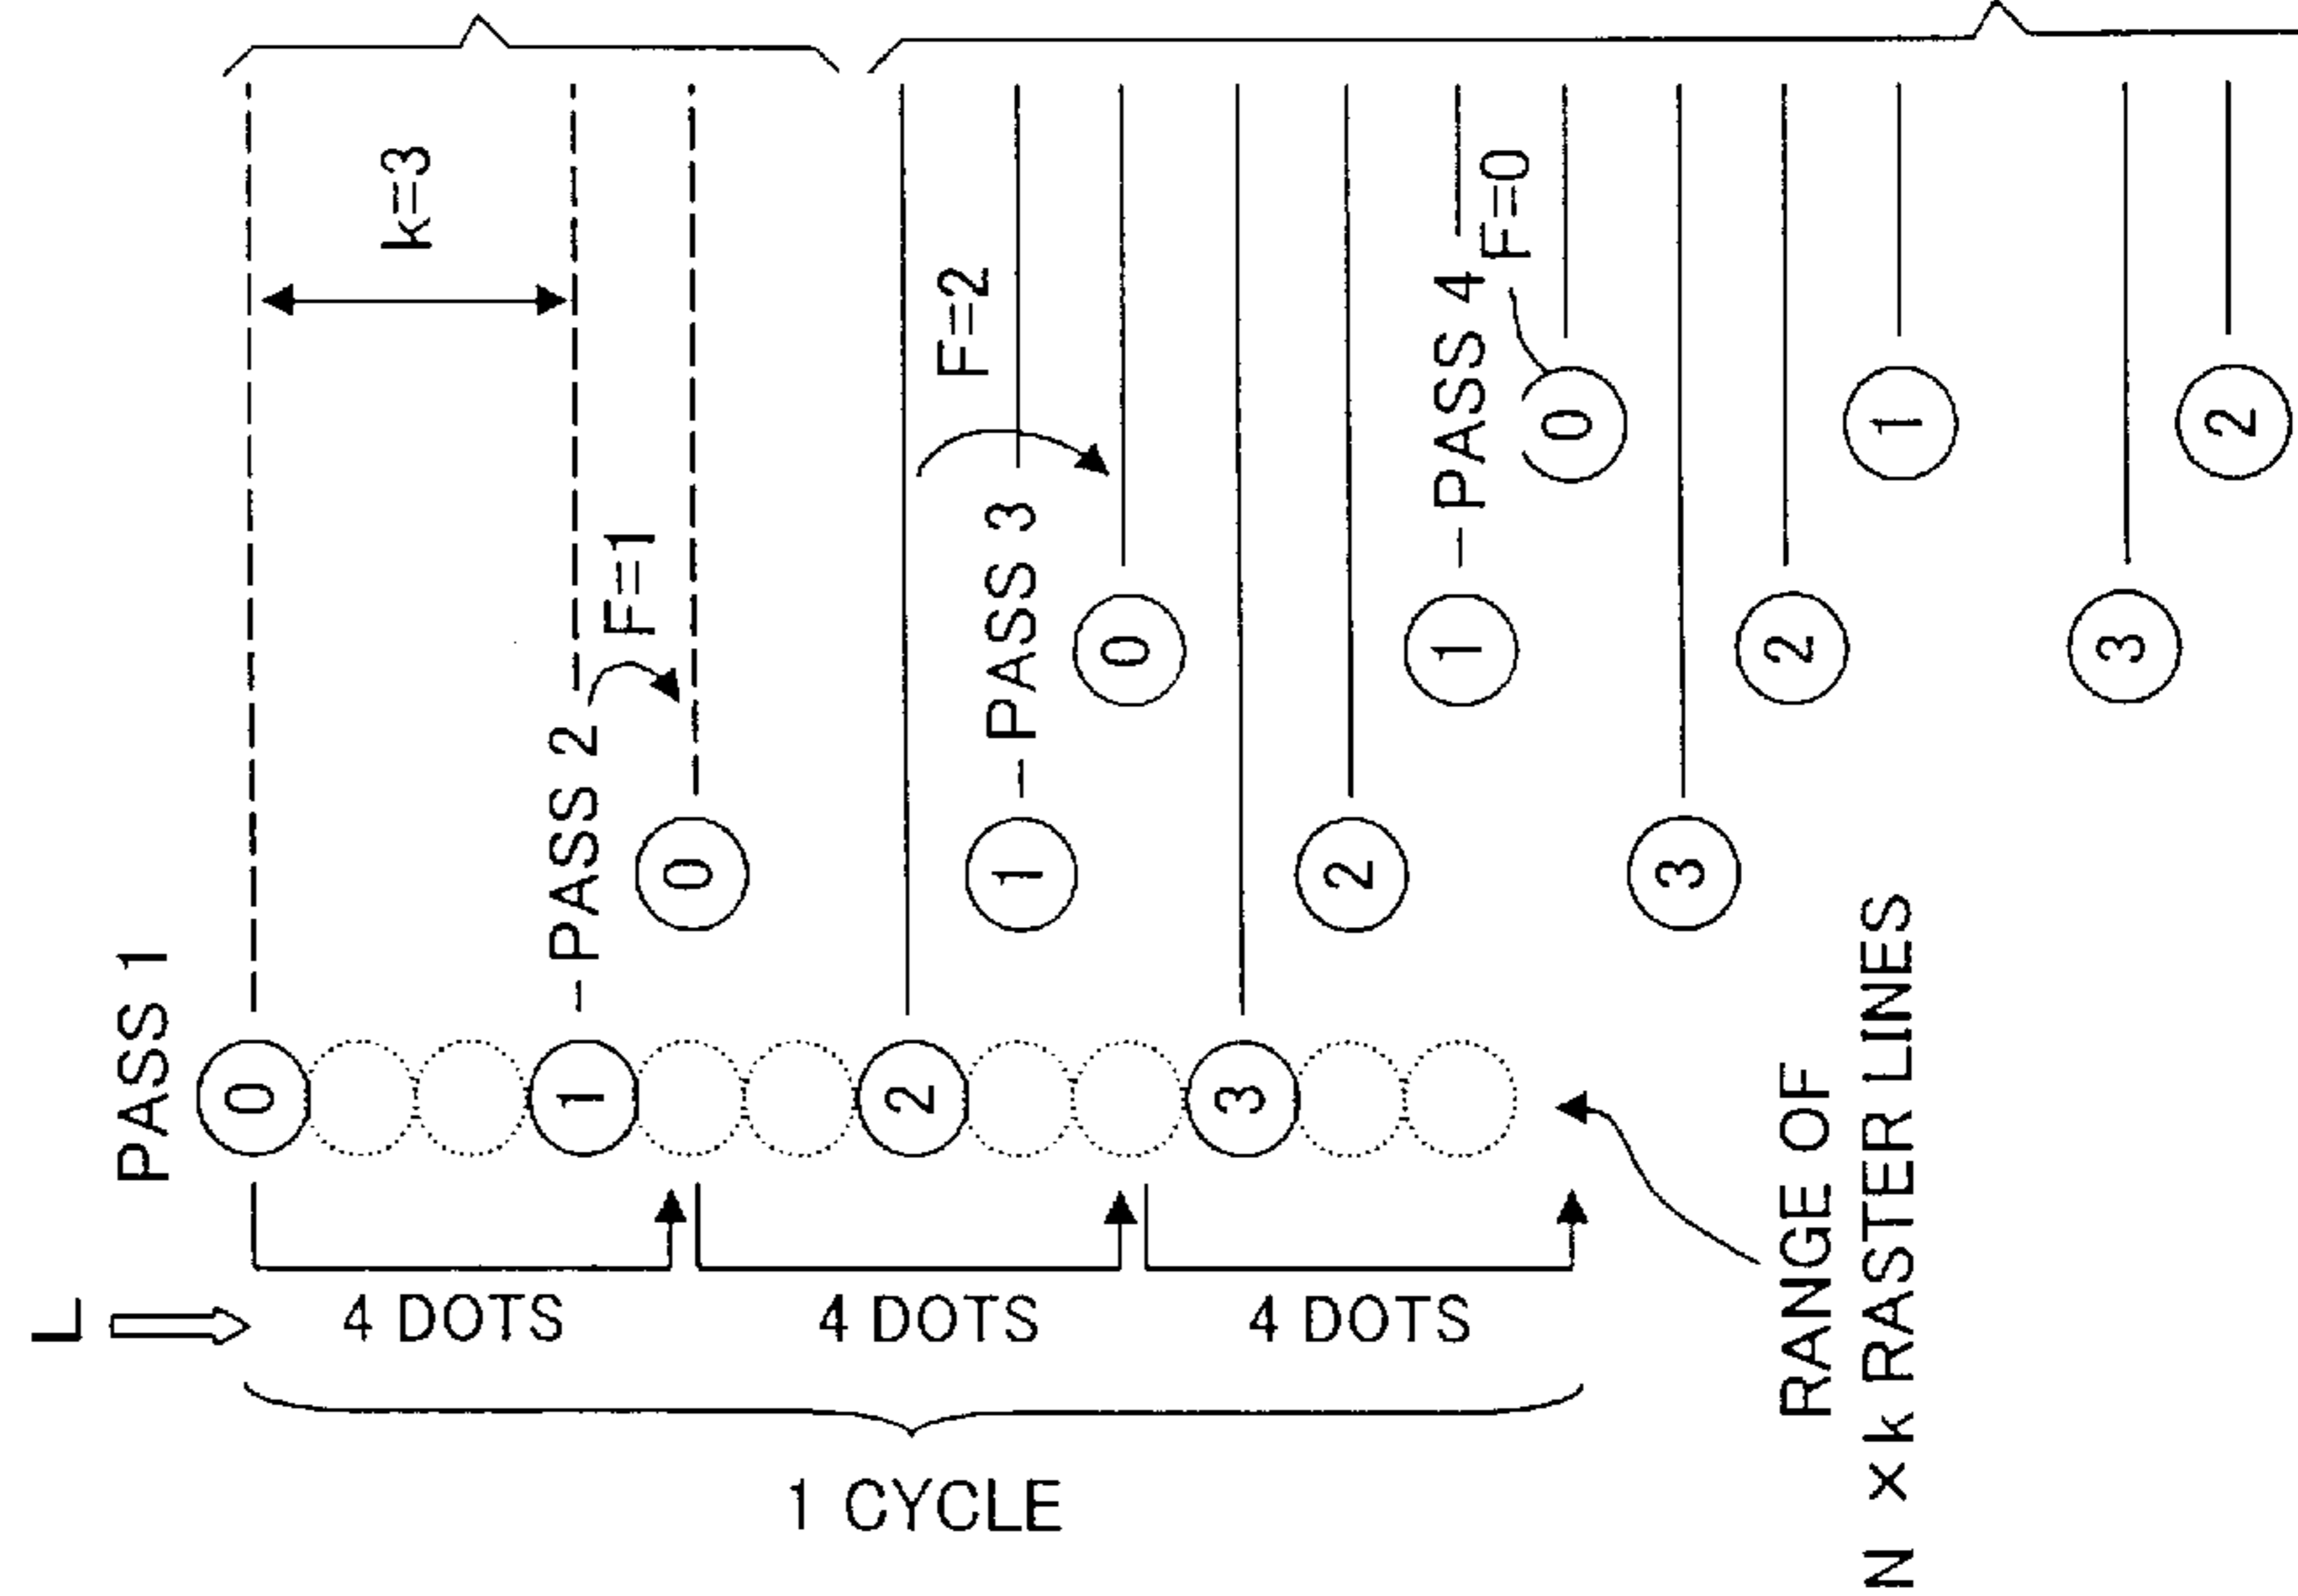 k=3
F=2
F=0
F=1
PASS 1
PASS 2
PASS 3
PASS 4
0
1
2
3
0
1
2
3
0
1
2
3
0
1
2
L
4 DOTS
4 DOTS
4 DOTS
1 CYCLE
RANGE OF
N x k RASTER LINES